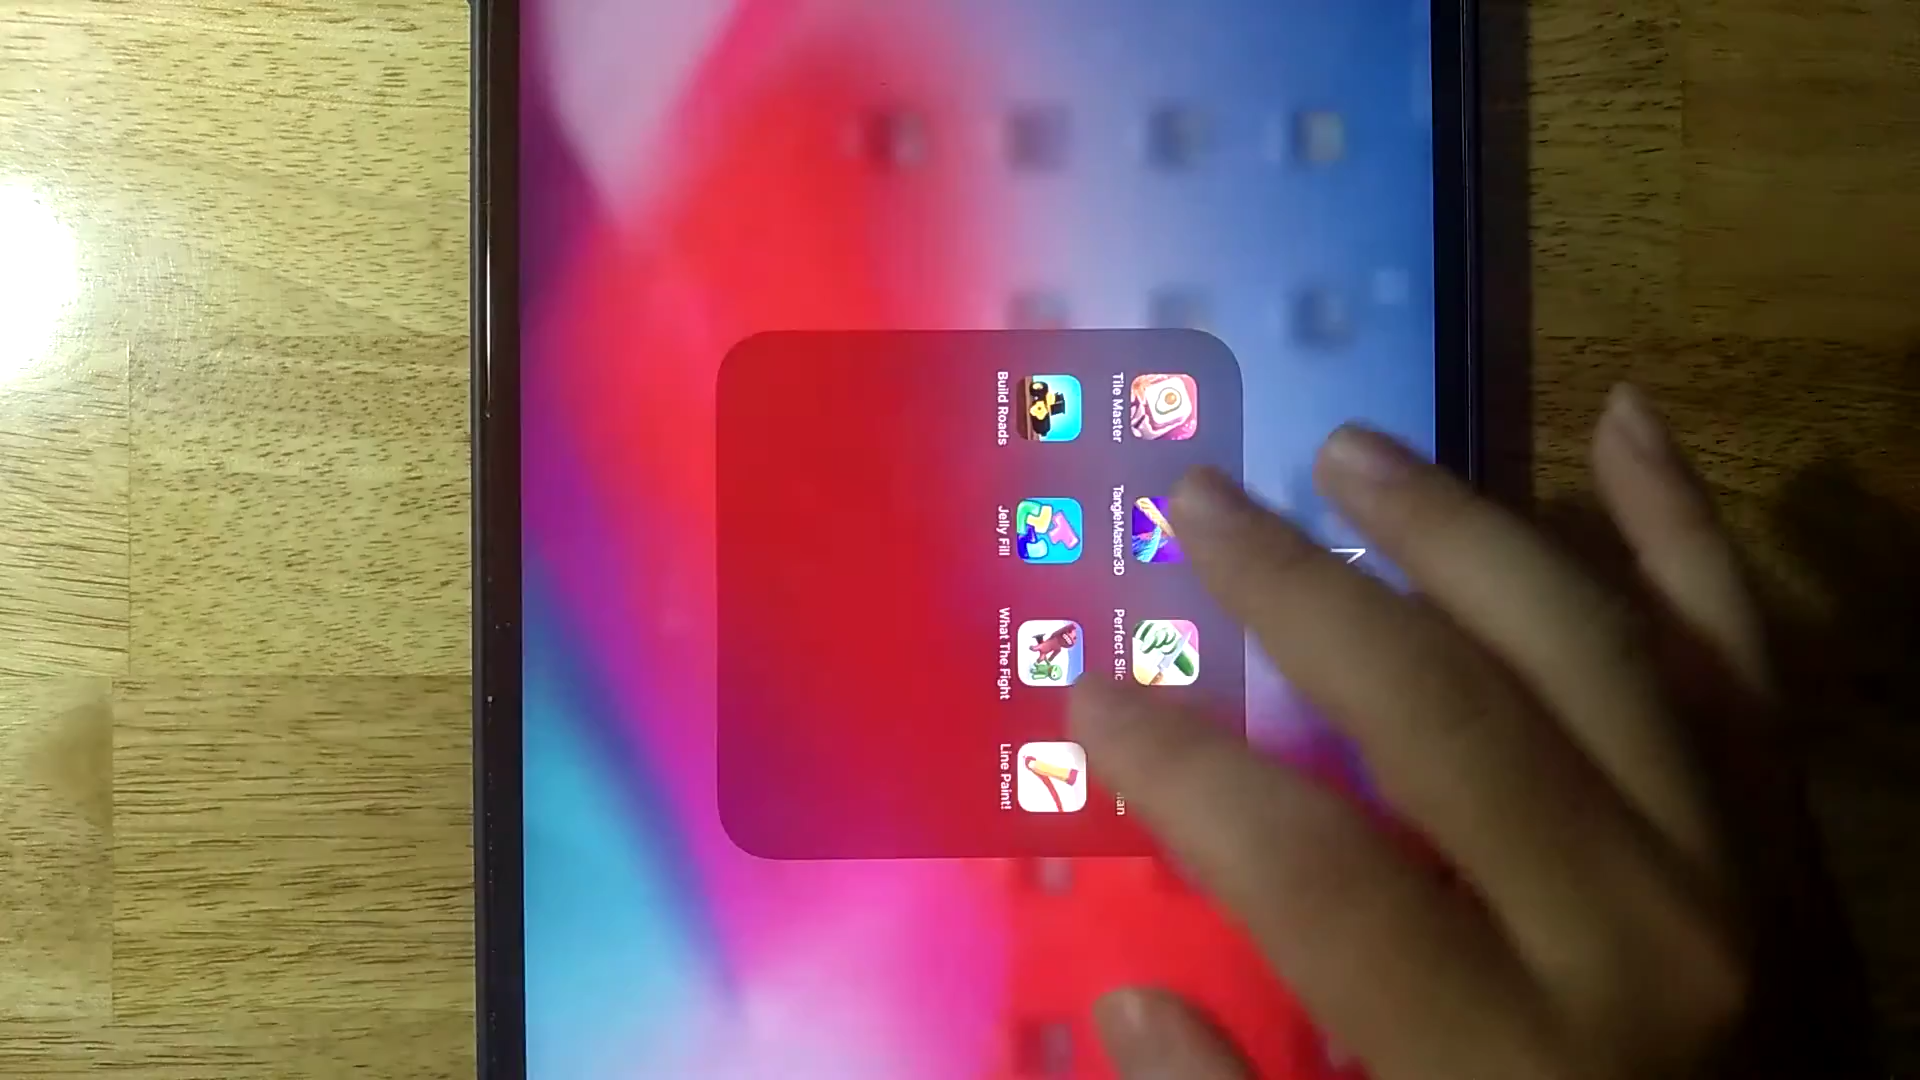 Tile Master
TangleMaster3D
Perfect Slic
Build Roads
Jelly Fill
What The Fight
Line Paint!